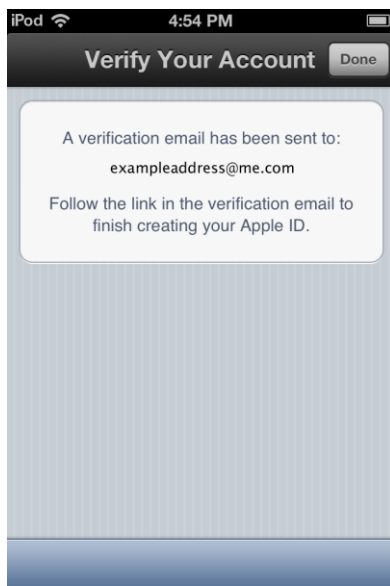 iPod 4:54 PM
Verify Your Account Done
A verification email has been sent to:
exampleaddress@me.com
Follow the link in the verification email to
finish creating your Apple ID.